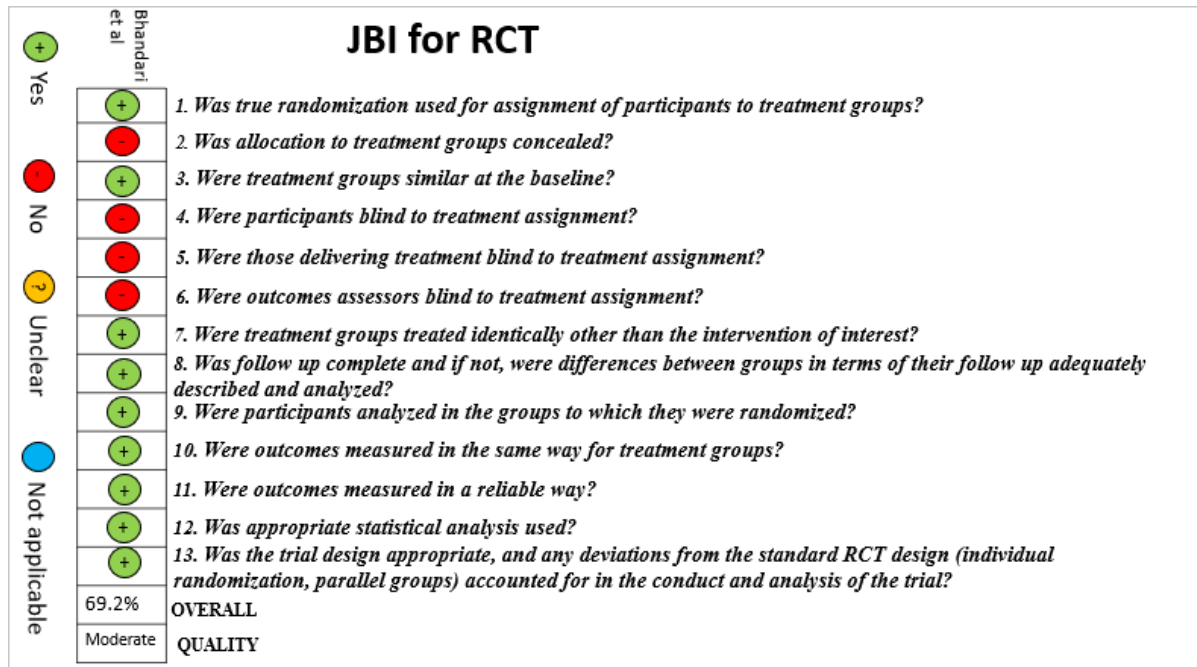 JBI for RCT
Bhandari
et al
+
Yes
-
No
?
Unclear
Not applicable
+
1. Was true randomization used for assignment of participants to treatment groups?
-
2. Was allocation to treatment groups concealed?
+
3. Were treatment groups similar at the baseline?
-
4. Were participants blind to treatment assignment?
-
5. Were those delivering treatment blind to treatment assignment?
-
6. Were outcomes assessors blind to treatment assignment?
+
7. Were treatment groups treated identically other than the intervention of interest?
+
8. Was follow up complete and if not, were differences between groups in terms of their follow up adequately
described and analyzed?
+
9. Were participants analyzed in the groups to which they were randomized?
+
10. Were outcomes measured in the same way for treatment groups?
+
11. Were outcomes measured in a reliable way?
+
12. Was appropriate statistical analysis used?
+
13. Was the trial design appropriate, and any deviations from the standard RCT design (individual
randomization, parallel groups) accounted for in the conduct and analysis of the trial?
69.2% OVERALL
Moderate QUALITY